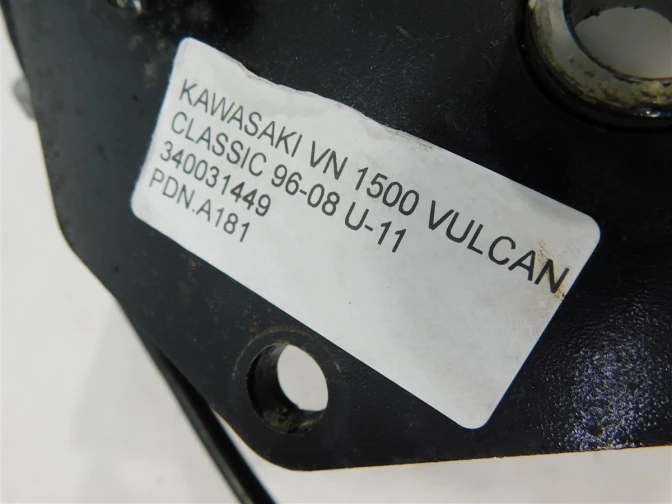 KAWASAKI VN 1500 VULCAN
CLASSIC 96-08 U-11
340031449
PDN.A181